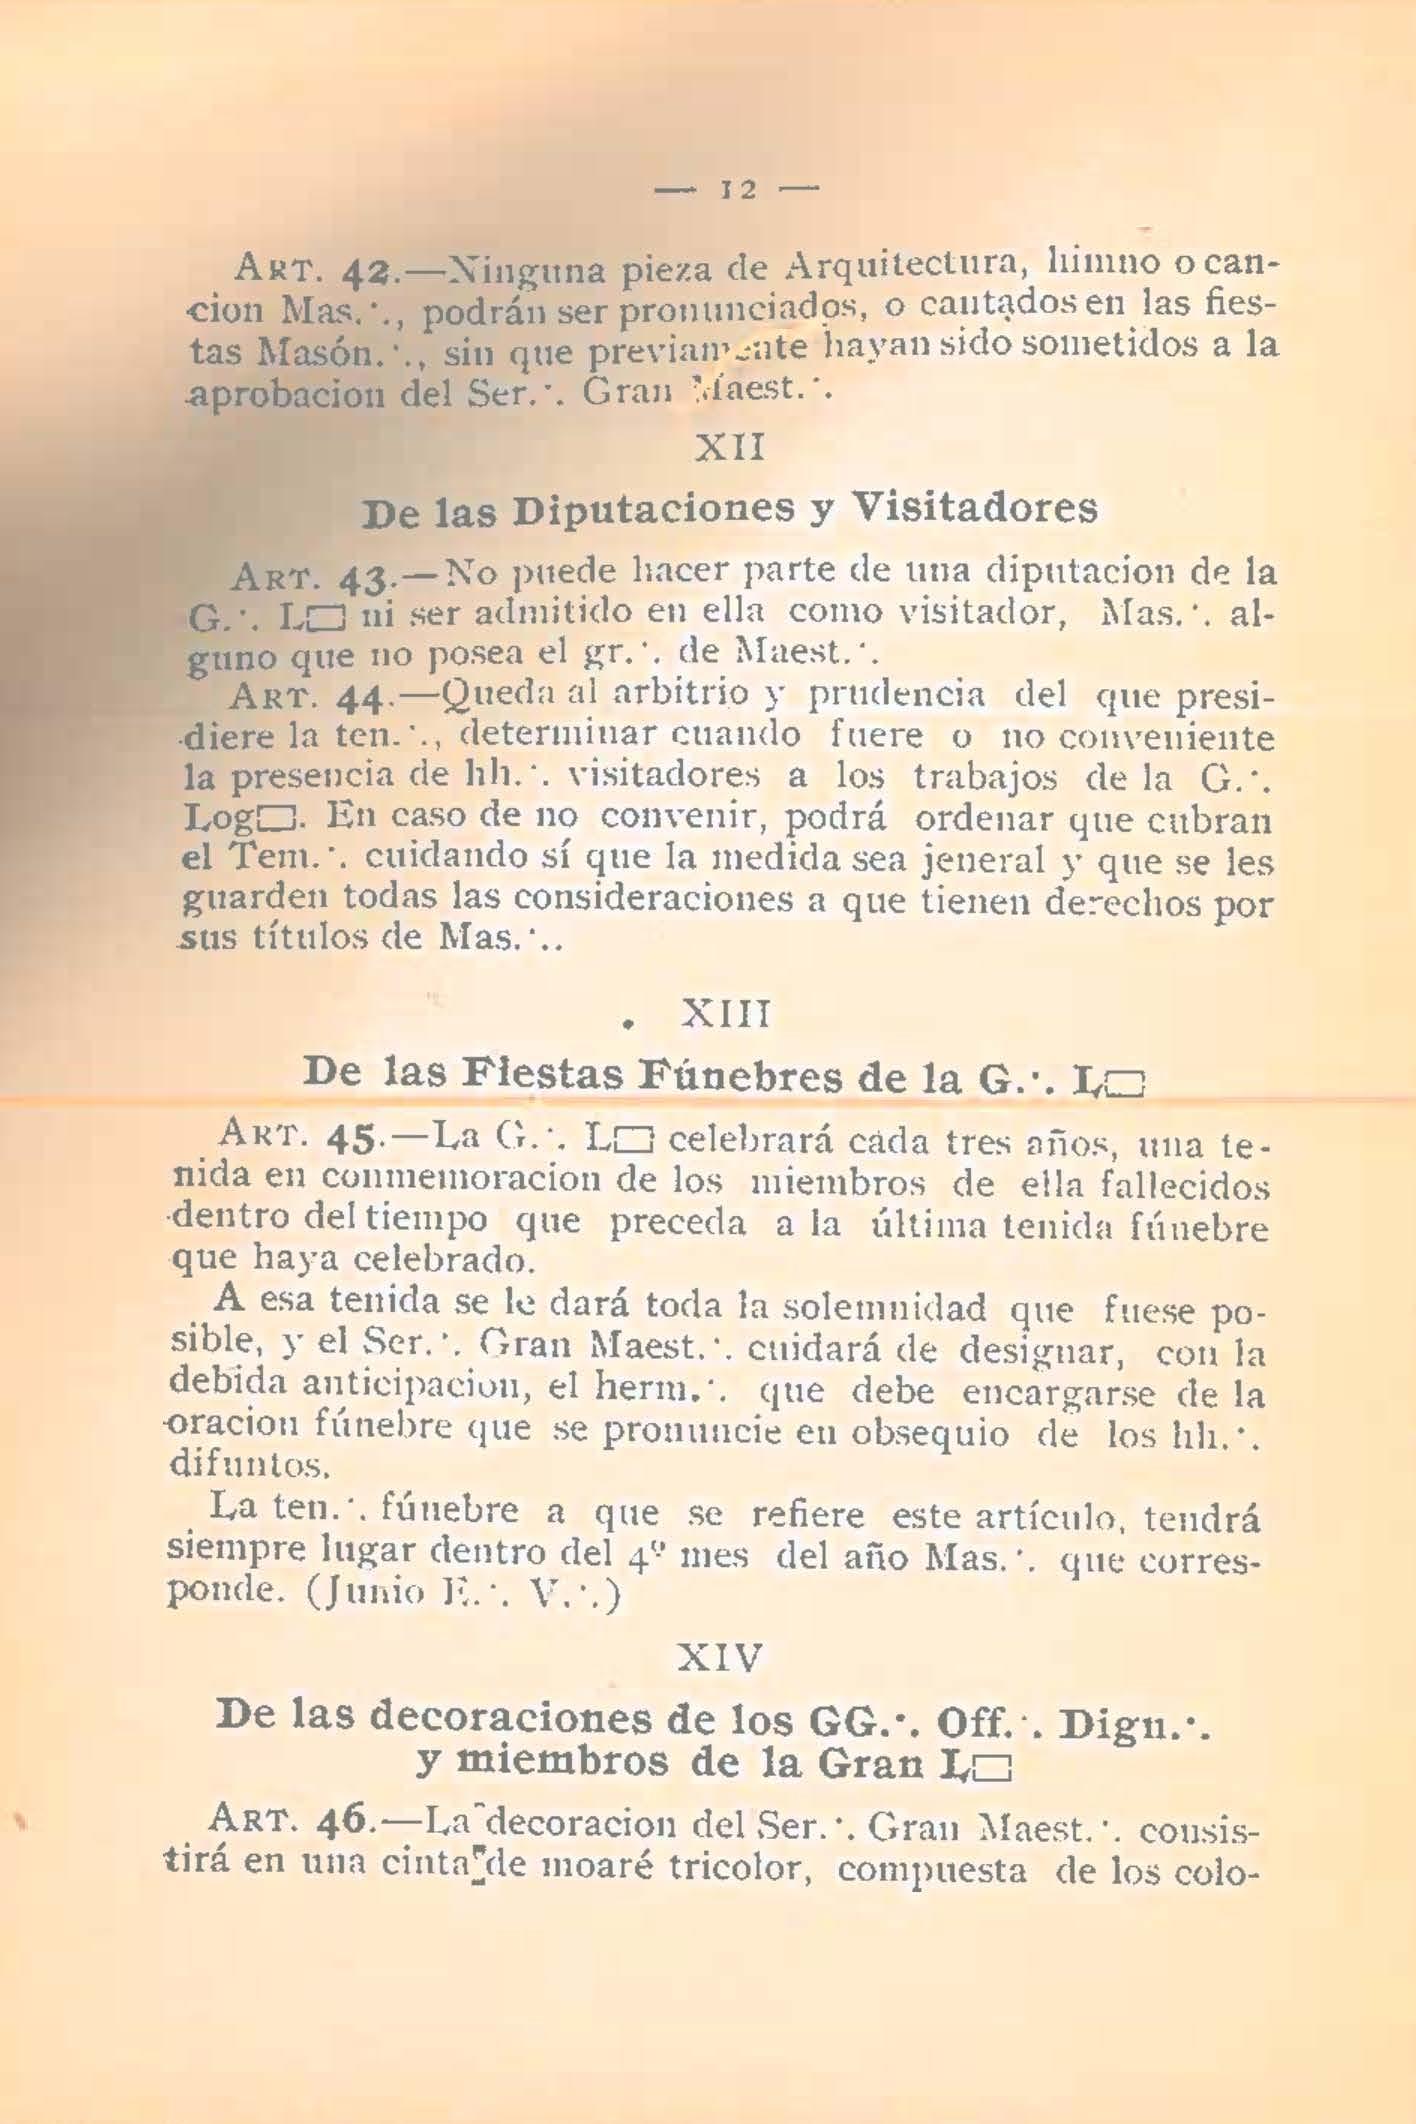 — 12 —
ART. 42.—Ninguna pieza de Arquitectura, himno o can-
cion Mas.∴, podrán ser pronunciados, o cantados en las fies-
tas Masón.∴, sin que previamente hayan sido sometidos a la
aprobacion del Ser.∴ Gran Maest.∴
XII
De las Diputaciones y Visitadores
ART. 43.—No puede hacer parte de una diputacion de la
G.∴ L▭ ni ser admitido en ella como visitador, Mas.∴ al-
guno que no posea el gr.∴ de Maest.∴
ART. 44.—Queda al arbitrio y prudencia del que presi-
diere la ten.∴, determinar cuando fuere o no conveniente
la presencia de hh.∴ visitadores a los trabajos de la G.∴
Log▭. En caso de no convenir, podrá ordenar que cubran
el Tem.∴ cuidando sí que la medida sea jeneral y que se les
guarden todas las consideraciones a que tienen derechos por
sus títulos de Mas.∴.
XIII
De las Fiestas Fúnebres de la G.∴ L▭
ART. 45.—La G.∴ L▭ celebrará cada tres años, una te-
nida en conmemoracion de los miembros de ella fallecidos
dentro del tiempo que preceda a la última tenida fúnebre
que haya celebrado.
A esa tenida se le dará toda la solemnidad que fuese po-
sible, y el Ser.∴ Gran Maest.∴ cuidará de designar, con la
debida anticipacion, el herm.∴ que debe encargarse de la
oracion fúnebre que se pronuncie en obsequio de los hh.∴
difuntos.
La ten.∴ fúnebre a que se refiere este artículo, tendrá
siempre lugar dentro del 4º mes del año Mas.∴ que corres-
ponde. (Junio E.∴ V.∴)
XIV
De las decoraciones de los GG.∴ Off.∴ Dign.∴
y miembros de la Gran L▭
ART. 46.—La decoracion del Ser.∴ Gran Maest.∴ consis-
tirá en una cinta de moaré tricolor, compuesta de los colo-